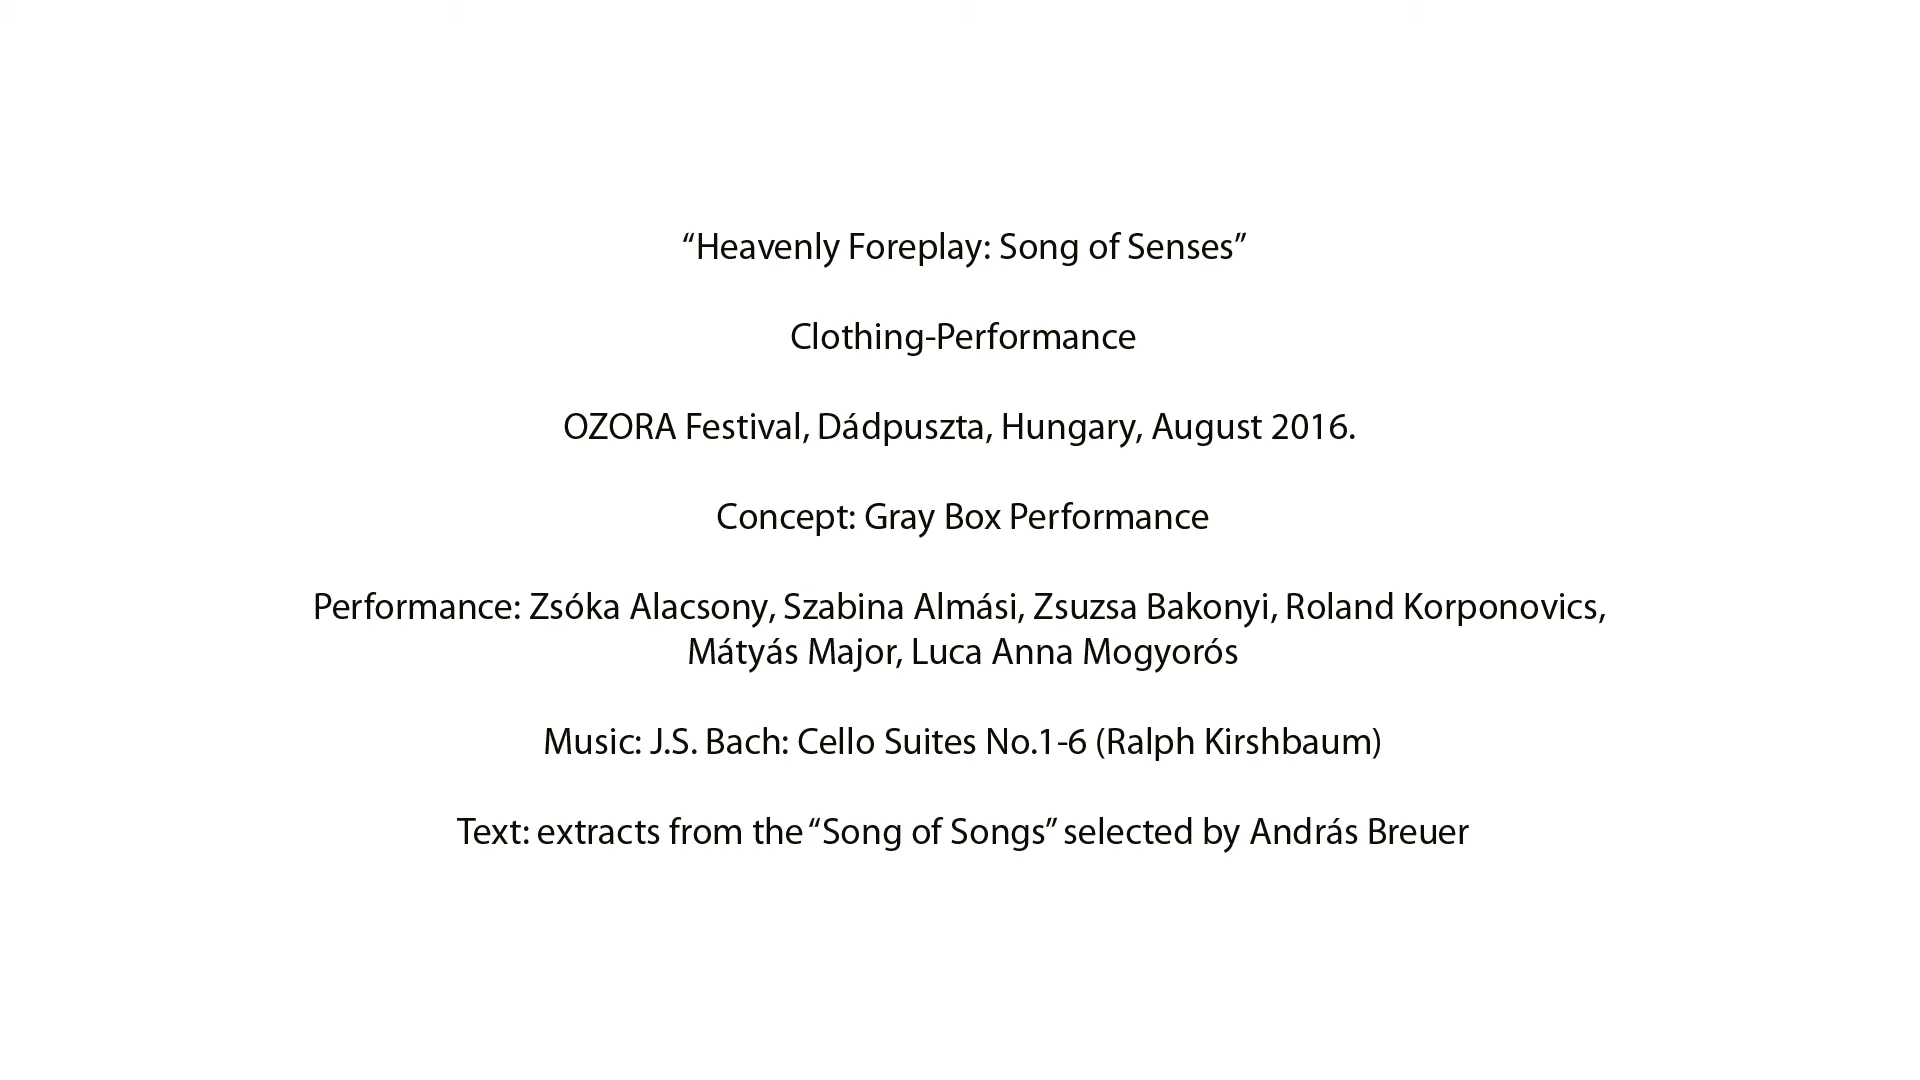 “Heavenly Foreplay: Song of Senses”
Clothing-Performance
OZORA Festival, Dádpuszta, Hungary, August 2016.
Concept: Gray Box Performance
Performance: Zsóka Alacsony, Szabina Almási, Zsuzsa Bakonyi, Roland Korponovics,
Mátyás Major, Luca Anna Mogyorós
Music: J.S. Bach: Cello Suites No.1-6 (Ralph Kirshbaum)
Text: extracts from the “Song of Songs” selected by András Breuer